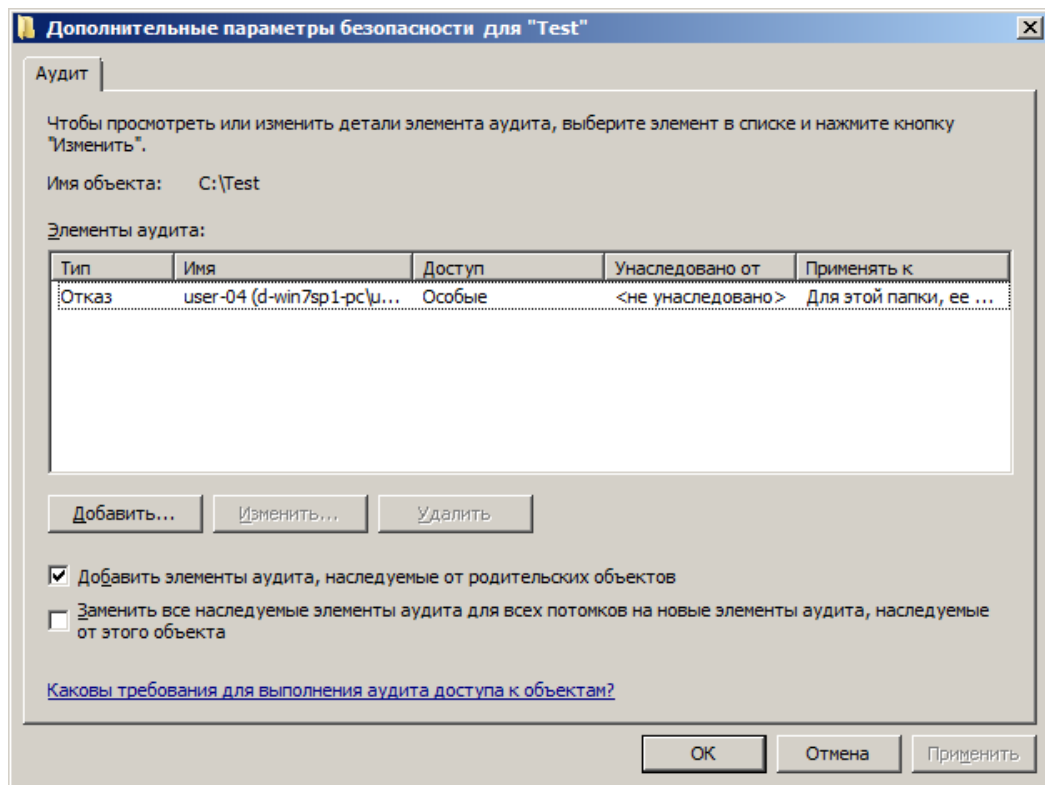 Дополнительные параметры безопасности для "Test"
Аудит
Чтобы просмотреть или изменить детали элемента аудита, выберите элемент в списке и нажмите кнопку
"Изменить".
Имя объекта: C:\Test
Элементы аудита:
Тип Имя Доступ Унаследовано от Применять к
Отказ user-04 (d-win7sp1-pc\u... Особые <не унаследовано> Для этой папки, ее ...
Добавить... Изменить... Удалить
Добавить элементы аудита, наследуемые от родительских объектов
Заменить все наследуемые элементы аудита для всех потомков на новые элементы аудита, наследуемые
от этого объекта
Каковы требования для выполнения аудита доступа к объектам?
ОК Отмена Применить